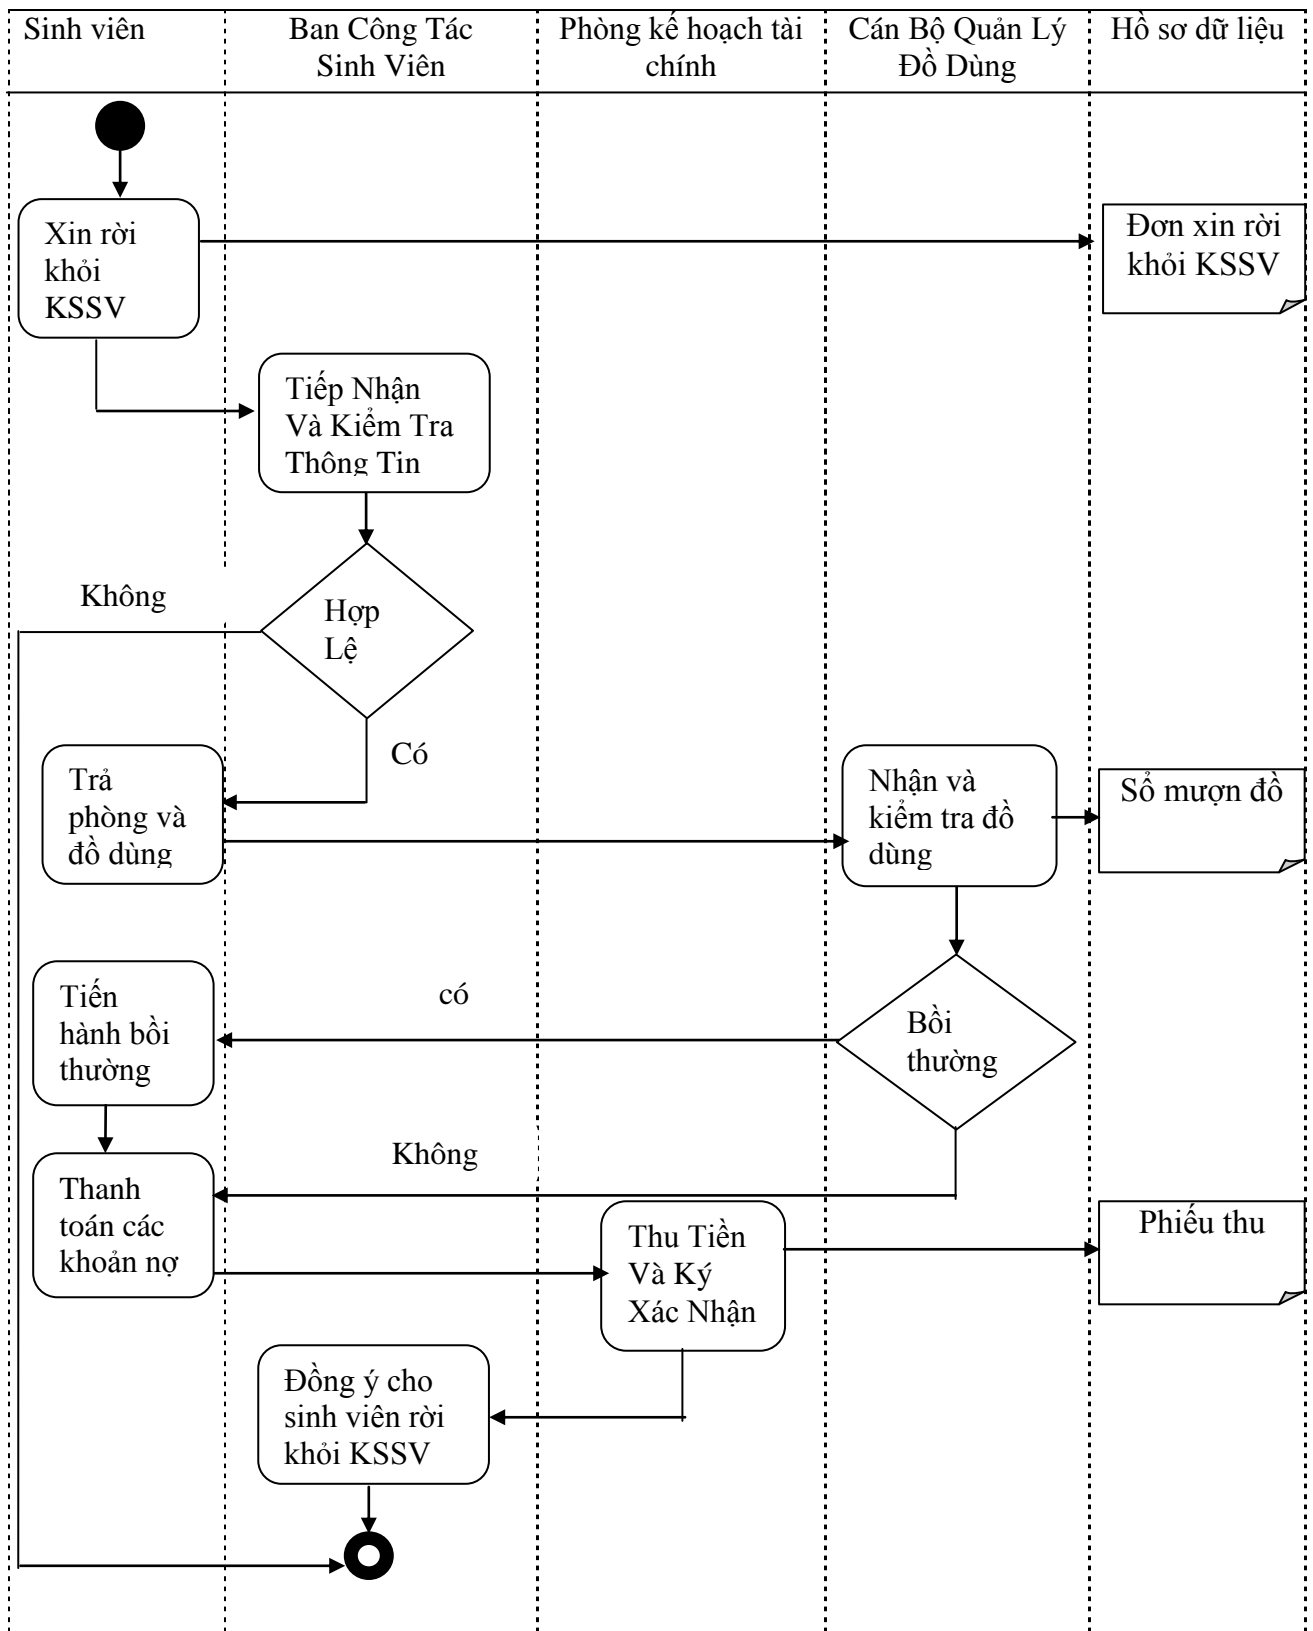 Sinh viên
Ban Công Tác
Sinh Viên
Phòng kế hoạch tài
chính
Cán Bộ Quản Lý
Đồ Dùng
Hồ sơ dữ liệu
Xin rời
khỏi
KSSV
Đơn xin rời
khỏi KSSV
Tiếp Nhận
Và Kiểm Tra
Thông Tin
Không
Hợp
Lệ
Có
Trả
phòng và
đồ dùng
Nhận và
kiểm tra đồ
dùng
Sổ mượn đồ
Tiến
hành bồi
thường
có
Bồi
thường
Không
Thanh
toán các
khoản nợ
Thu Tiền
Và Ký
Xác Nhận
Phiếu thu
Đồng ý cho
sinh viên rời
khỏi KSSV